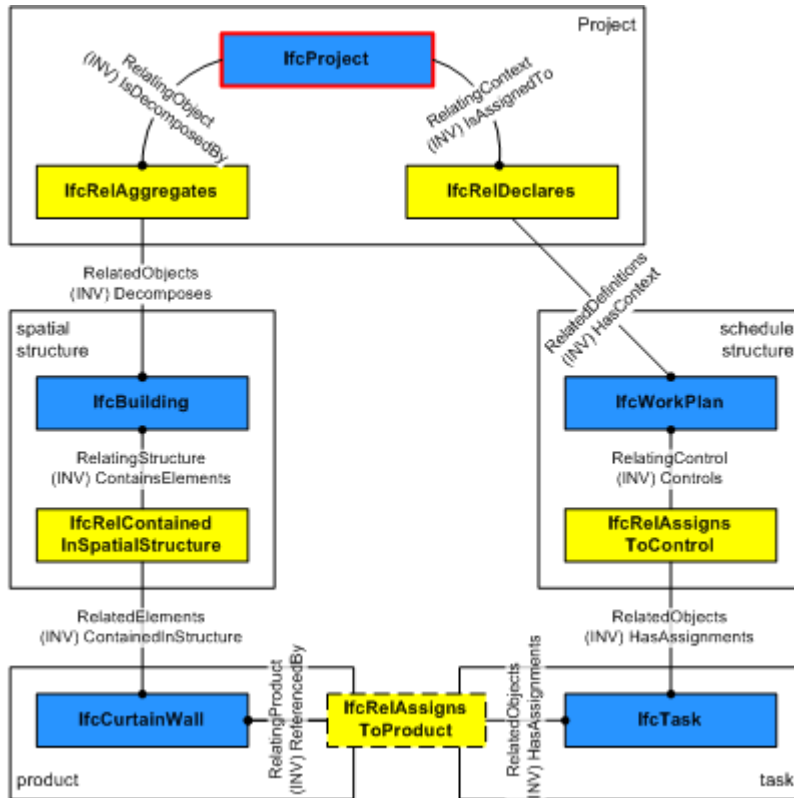 Project
IfcProject
RelatingObject
(INV) IsDecomposedBy
RelatingContext
(INV) IsAssignedTo
IfcRelAggregates
IfcRelDeclares
RelatedObjects
(INV) Decomposes
RelatedDefinitions
(INV) HasContext
spatial
structure
schedule
structure
IfcBuilding
IfcWorkPlan
RelatingStructure
(INV) ContainsElements
RelatingControl
(INV) Controls
IfcRelContained
InSpatialStructure
IfcRelAssigns
ToControl
RelatedElements
(INV) ContainedInStructure
RelatedObjects
(INV) HasAssignments
IfcCurtainWall
RelatingProduct
(INV) ReferencedBy
IfcRelAssigns
ToProduct
RelatedObjects
(INV) HasAssignments
IfcTask
product
task